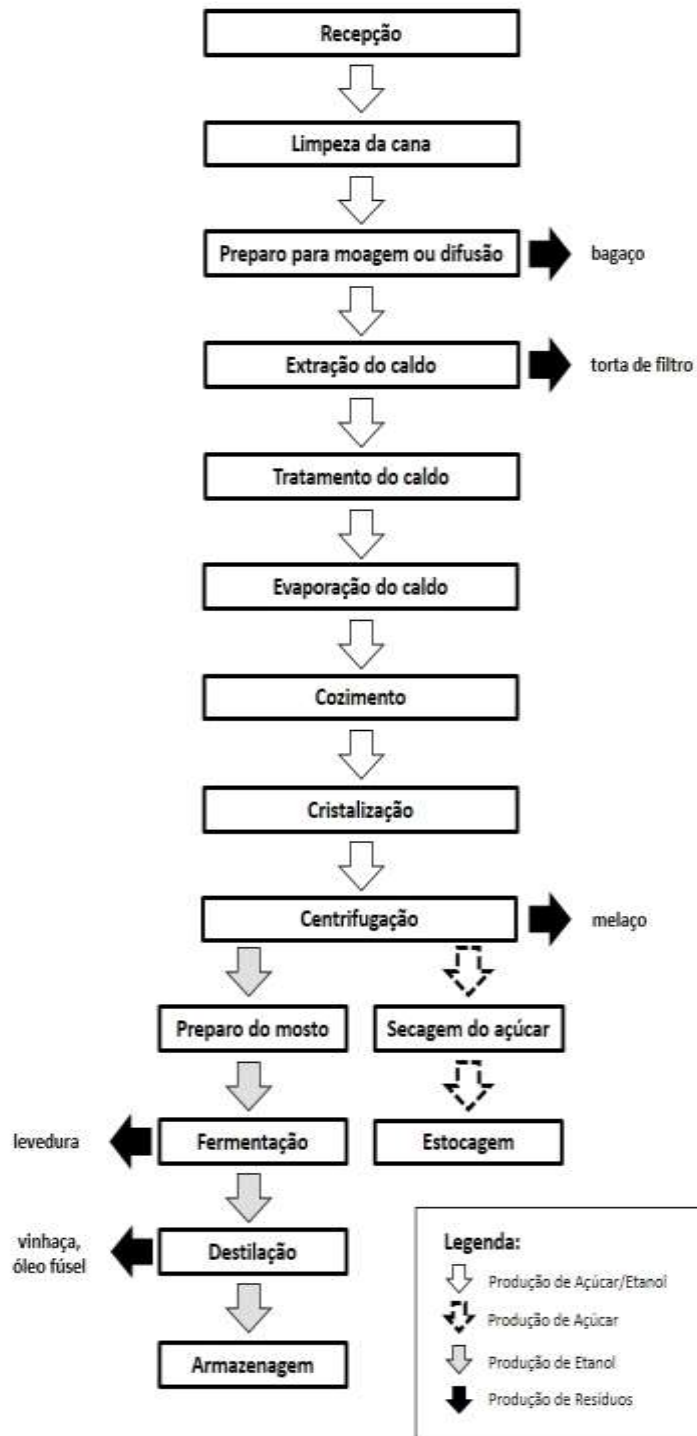 Recepção
Limpeza da cana
Preparo para moagem ou difusão
bagaço
Extração do caldo
torta de filtro
Tratamento do caldo
Evaporação do caldo
Cozimento
Cristalização
Centrifugação
melaço
Preparo do mosto
Secagem do açúcar
levedura
Fermentação
Estocagem
vinhaça,
óleo fúsel
Destilação
Armazenagem
Legenda:
Produção de Açúcar/Etanol
Produção de Açúcar
Produção de Etanol
Produção de Resíduos